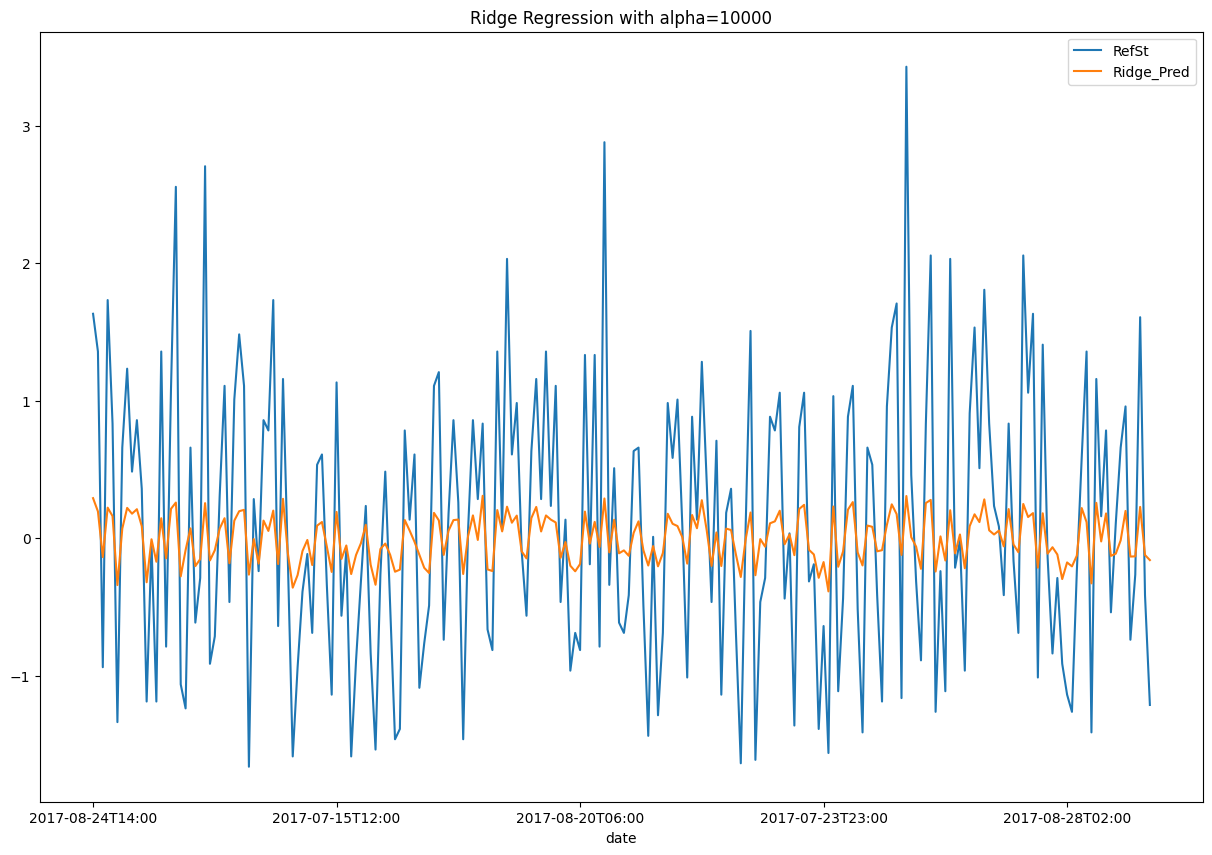 Ridge Regression with alpha=10000
RefSt
Ridge_Pred
3
2
1
0
−1
2017-08-24T14:00
2017-07-15T12:00
2017-08-20T06:00
2017-07-23T23:00
2017-08-28T02:00
date